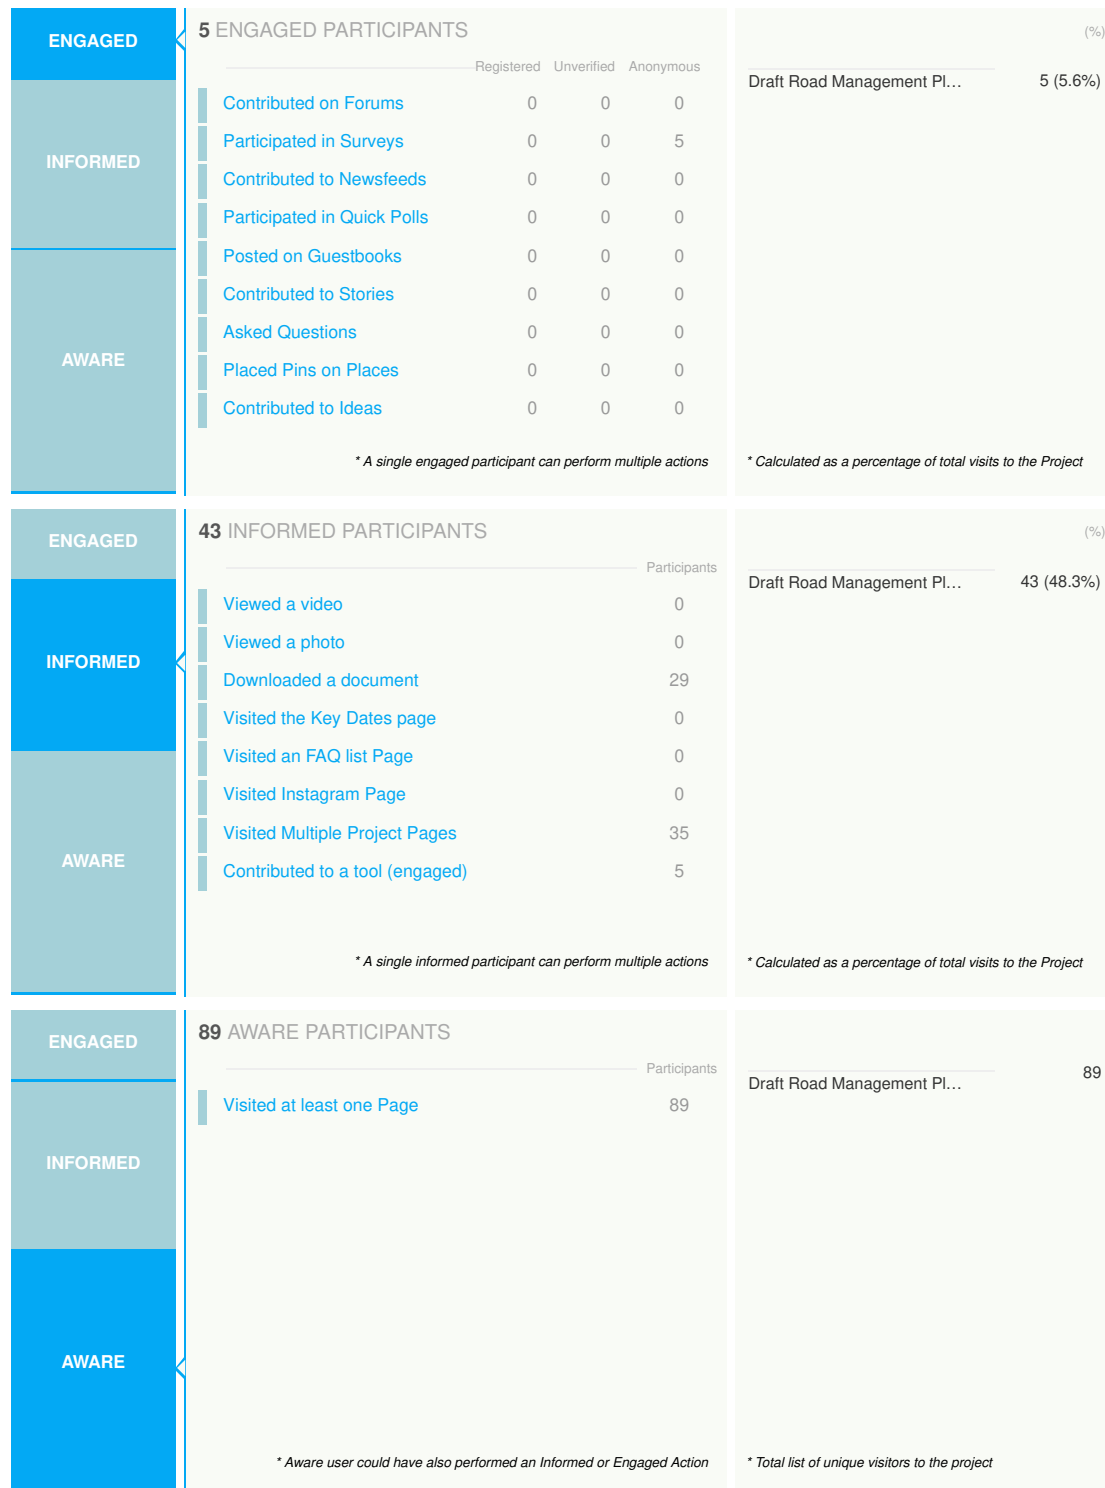 ENGAGED
INFORMED
AWARE
5 ENGAGED PARTICIPANTS
Registered Unverified Anonymous
Contributed on Forums 0 0 0
Participated in Surveys 0 0 5
Contributed to Newsfeeds 0 0 0
Participated in Quick Polls 0 0 0
Posted on Guestbooks 0 0 0
Contributed to Stories 0 0 0
Asked Questions 0 0 0
Placed Pins on Places 0 0 0
Contributed to Ideas 0 0 0
* A single engaged participant can perform multiple actions
(%)
Draft Road Management Pl... 5 (5.6%)
* Calculated as a percentage of total visits to the Project
ENGAGED
INFORMED
AWARE
43 INFORMED PARTICIPANTS
Participants
Viewed a video 0
Viewed a photo 0
Downloaded a document 29
Visited the Key Dates page 0
Visited an FAQ list Page 0
Visited Instagram Page 0
Visited Multiple Project Pages 35
Contributed to a tool (engaged) 5
* A single informed participant can perform multiple actions
(%)
Draft Road Management Pl... 43 (48.3%)
* Calculated as a percentage of total visits to the Project
ENGAGED
INFORMED
AWARE
89 AWARE PARTICIPANTS
Participants
Visited at least one Page 89
* Aware user could have also performed an Informed or Engaged Action
Draft Road Management Pl... 89
* Total list of unique visitors to the project